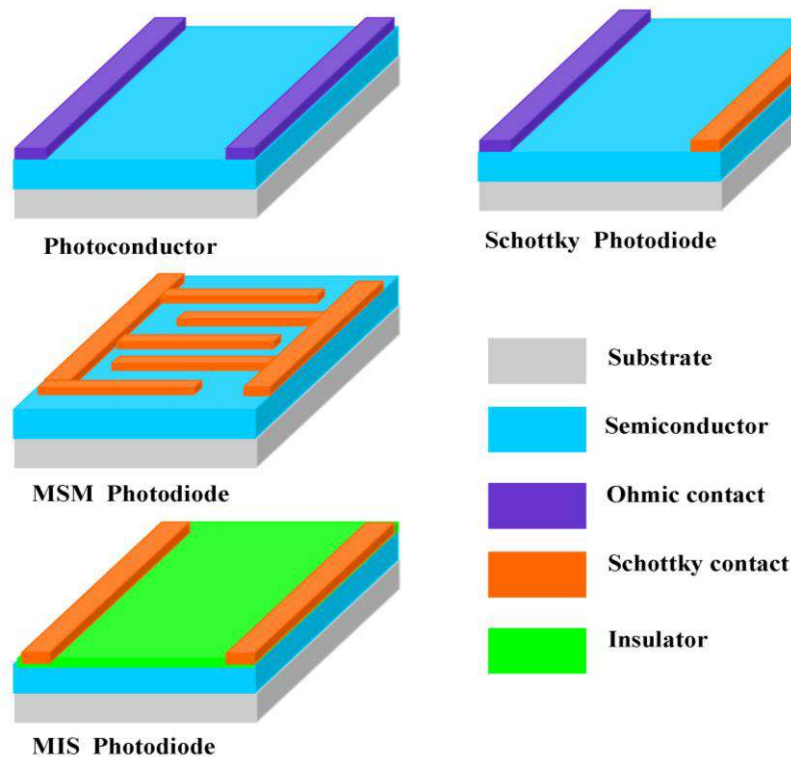 Photoconductor
Schottky Photodiode
MSM Photodiode
MIS Photodiode
Substrate
Semiconductor
Ohmic contact
Schottky contact
Insulator